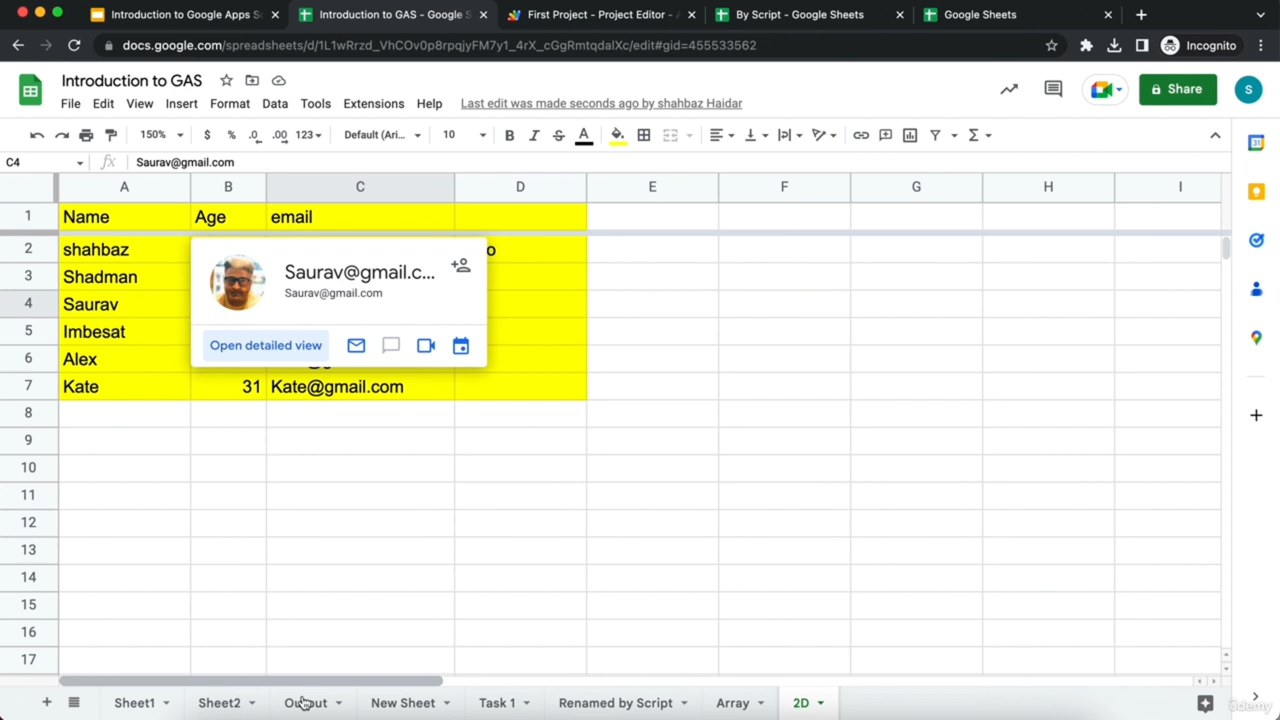 Introduction to Google Apps Sc
Introduction to GAS - Google S
First Project - Project Editor - A
By Script - Google Sheets
Google Sheets
docs.google.com/spreadsheets/d/1L1wRrzd_VhCOv0p8rpqjyFM7y1_4rX_cGgRmtqdalXc/edit#gid=455533562
Incognito
Introduction to GAS
File Edit View Insert Format Data Tools Extensions Help Last edit was made seconds ago by shahbaz Haidar
Share
S
150% $ % .0 .00 123 Default (Ari... 10 B I S A
C4 fx Saurav@gmail.com
A B C D E F G H I
1 Name Age email
2 shahbaz o
3 Shadman
4 Saurav
5 Imbesat
6 Alex
7 Kate 31 Kate@gmail.com
Saurav@gmail.c...
Saurav@gmail.com
Open detailed view
8
9
10
11
12
13
14
15
16
17
Sheet1 Sheet2 Output New Sheet Task 1 Renamed by Script Array 2D
ûdemy